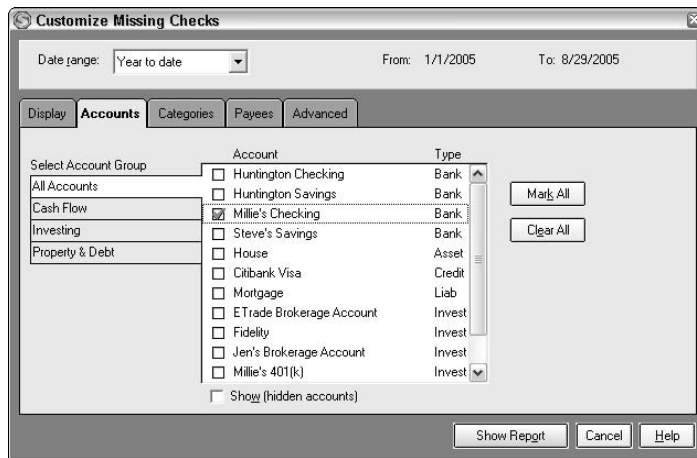 Customize Missing Checks
Date range: Year to date From: 1/1/2005 To: 8/29/2005
Display Accounts Categories Payees Advanced
Select Account Group
All Accounts
Cash Flow
Investing
Property & Debt
Account Type
Huntington Checking Bank
Huntington Savings Bank
Millie's Checking Bank
Steve's Savings Bank
House Asset
Citibank Visa Credit
Mortgage Liab
ETrade Brokerage Account Invest
Fidelity Invest
Jen's Brokerage Account Invest
Millie's 401(k) Invest
Show (hidden accounts)
Mark All
Clear All
Show Report Cancel Help